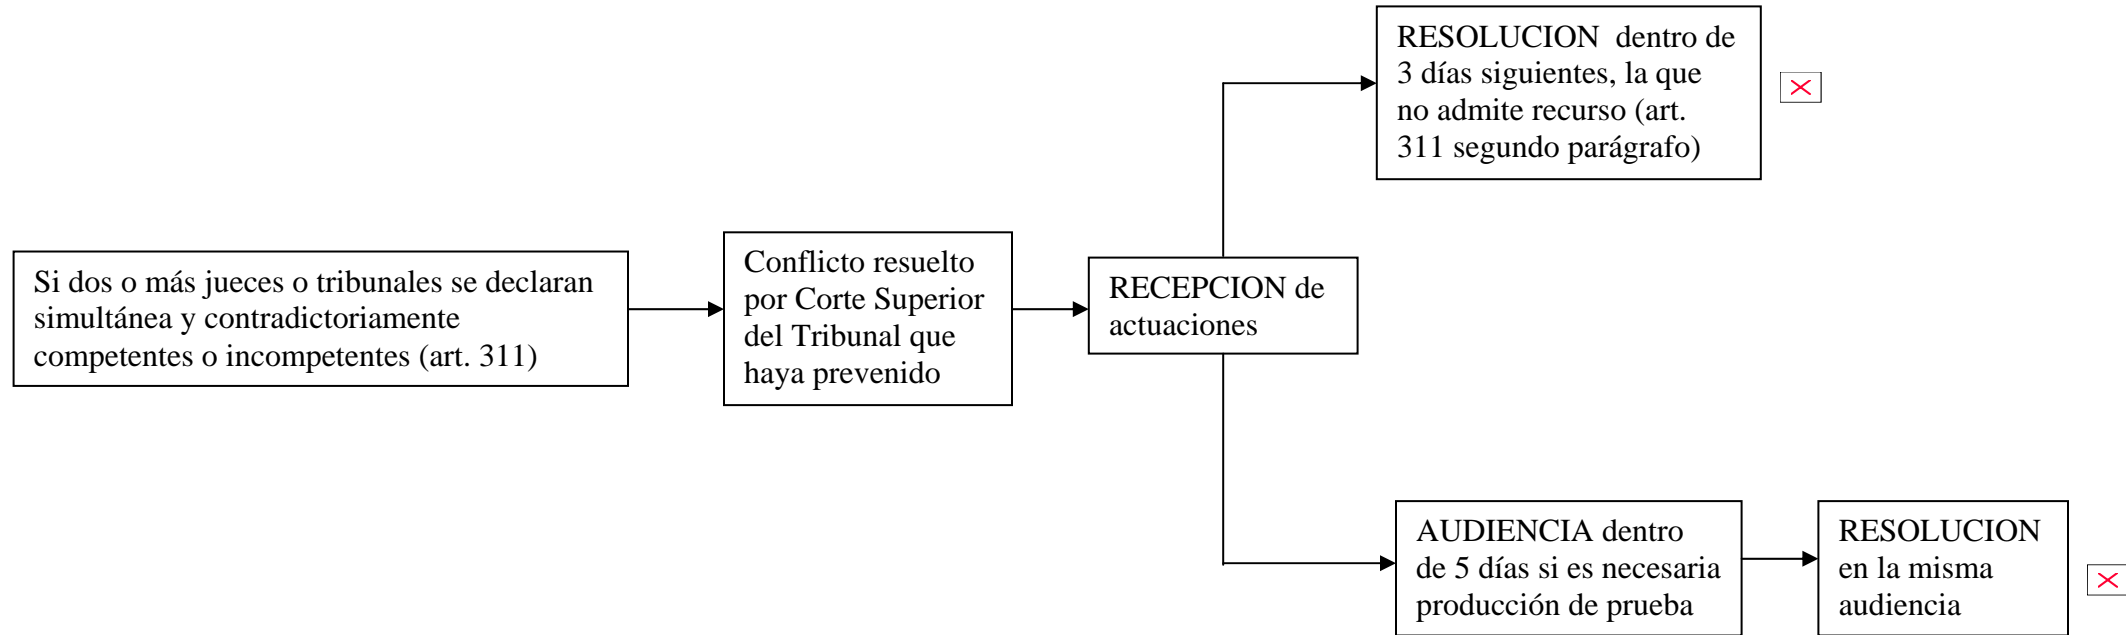 Si dos o más jueces o tribunales se declaran
simultánea y contradictoriamente
competentes o incompetentes (art. 311)
Conflicto resuelto
por Corte Superior
del Tribunal que
haya prevenido
RECEPCION de
actuaciones
RESOLUCION dentro de
3 días siguientes, la que
no admite recurso (art.
311 segundo parágrafo)
AUDIENCIA dentro
de 5 días si es necesaria
producción de prueba
RESOLUCION
en la misma
audiencia